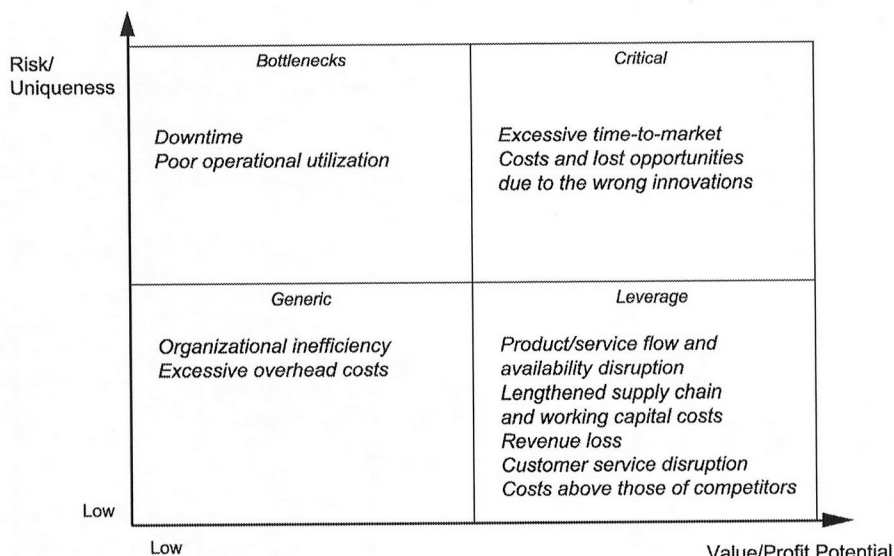 Risk/
Uniqueness
Bottlenecks
Critical
Downtime
Poor operational utilization
Excessive time-to-market
Costs and lost opportunities
due to the wrong innovations
Generic
Leverage
Organizational inefficiency
Excessive overhead costs
Product/service flow and
availability disruption
Lengthened supply chain
and working capital costs
Revenue loss
Customer service disruption
Costs above those of competitors
Low
Low
Value/Profit Potential